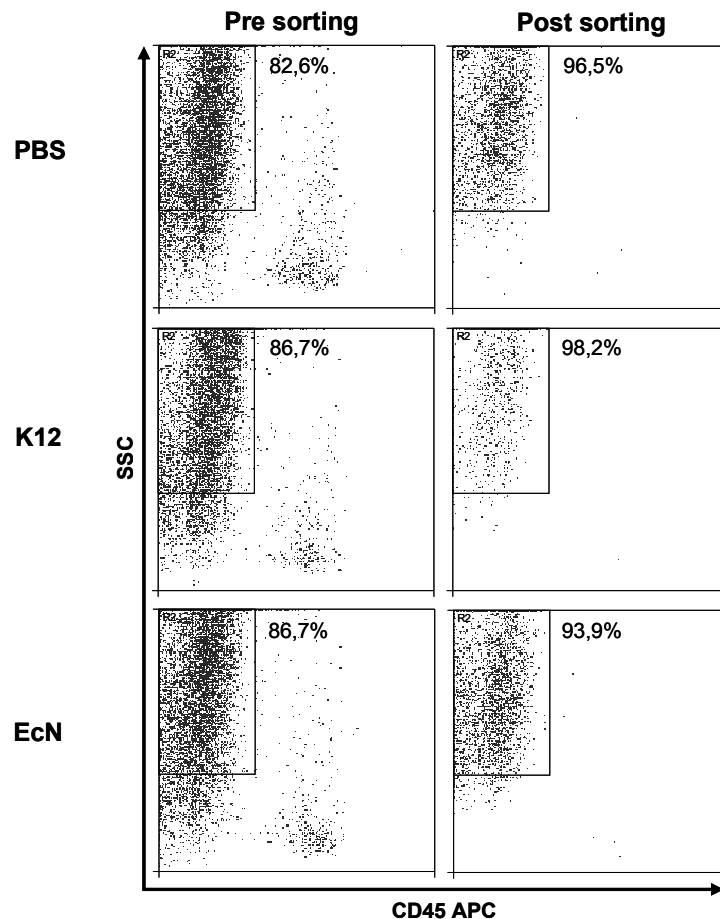 Pre sorting
Post sorting
PBS
R2
82,6%
R2
96,5%
K12
R2
86,7%
R2
98,2%
EcN
R2
86,7%
R2
93,9%
SSC
CD45 APC